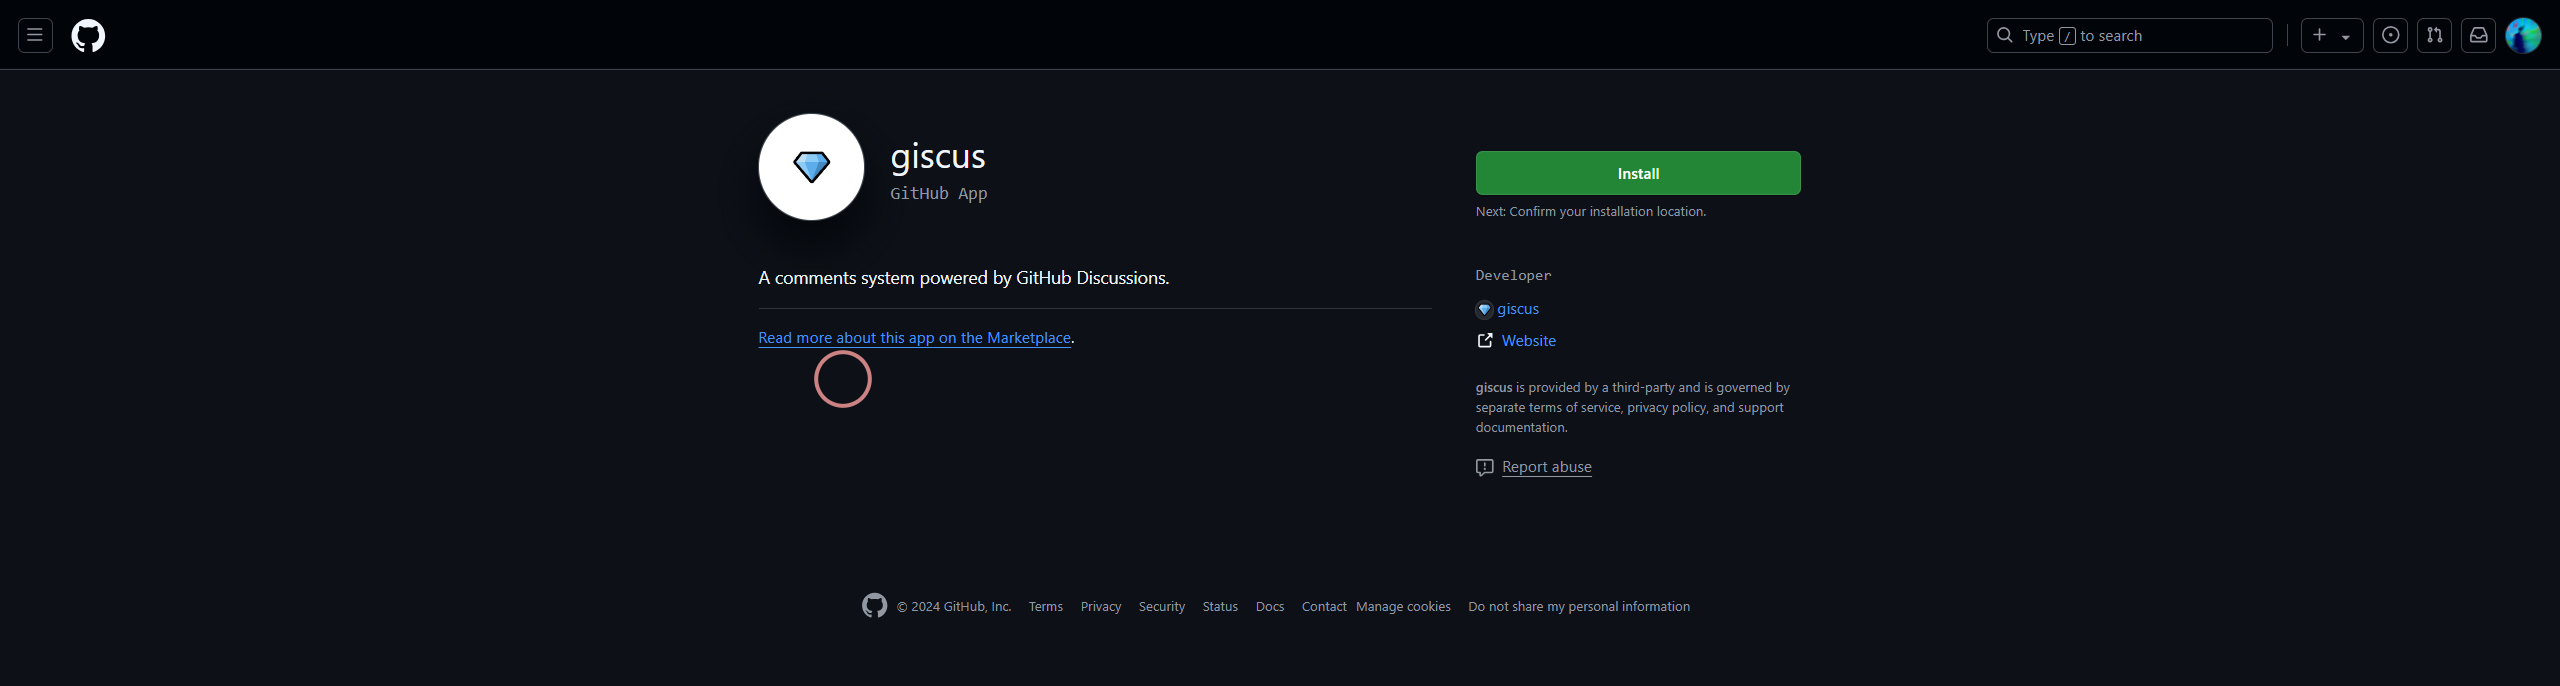 Type / to search
giscus
GitHub App
Install
Next: Confirm your installation location.
A comments system powered by GitHub Discussions.
Read more about this app on the Marketplace.
Developer
giscus
Website
giscus is provided by a third-party and is governed by
separate terms of service, privacy policy, and support
documentation.
Report abuse
© 2024 GitHub, Inc. Terms Privacy Security Status Docs Contact Manage cookies Do not share my personal information